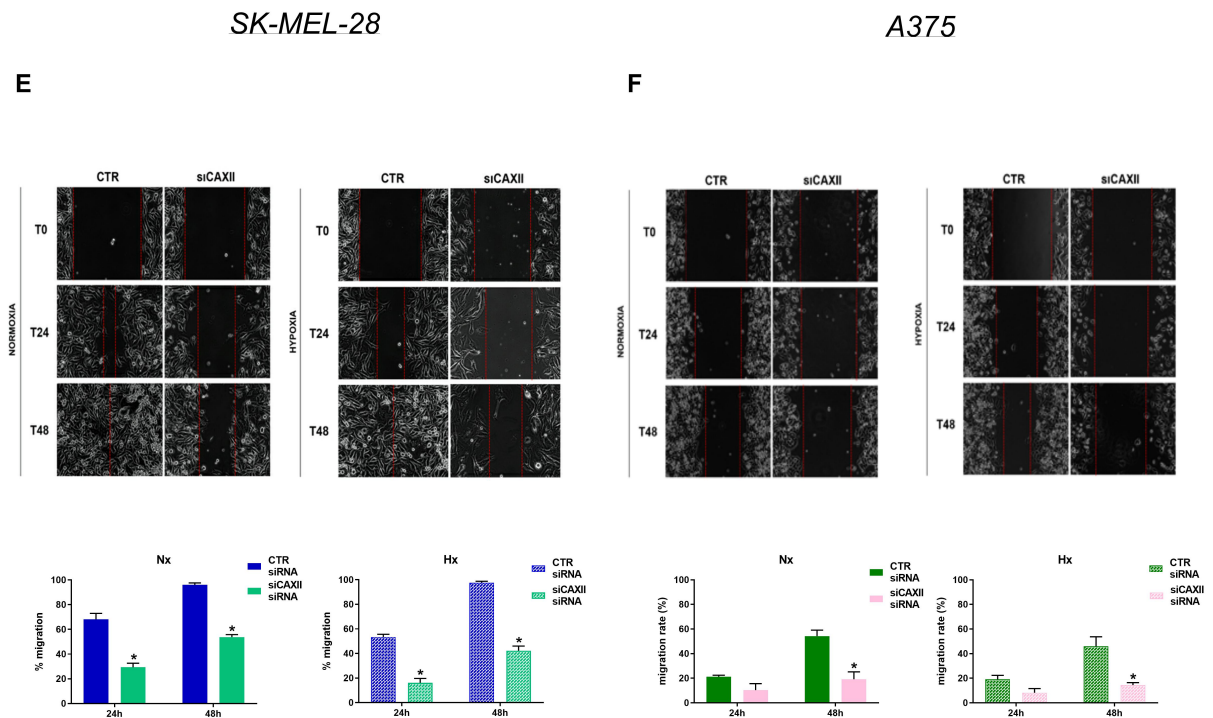 SK-MEL-28
A375
E
F
CTR sıCAXII
CTR sıCAXII
CTR sıCAXII
CTR sıCAXII
NORMOXIA
T0
T24
T48
HYPOXIA
T0
T24
T48
NORMOXIA
T0
T24
T48
HYPOXIA
T0
T24
T48
Nx
CTR
siRNA
siCAXII
siRNA
% migration
100
80
60
40
20
0
*
*
24h 48h
Hx
CTR
siRNA
siCAXII
siRNA
% migration
100
80
60
40
20
0
*
*
24h 48h
Nx
CTR
siRNA
siCAXII
siRNA
migration rate (%)
100
80
60
40
20
0
*
24h 48h
Hx
CTR
siRNA
siCAXII
siRNA
migration rate (%)
100
80
60
40
20
0
*
24h 48h